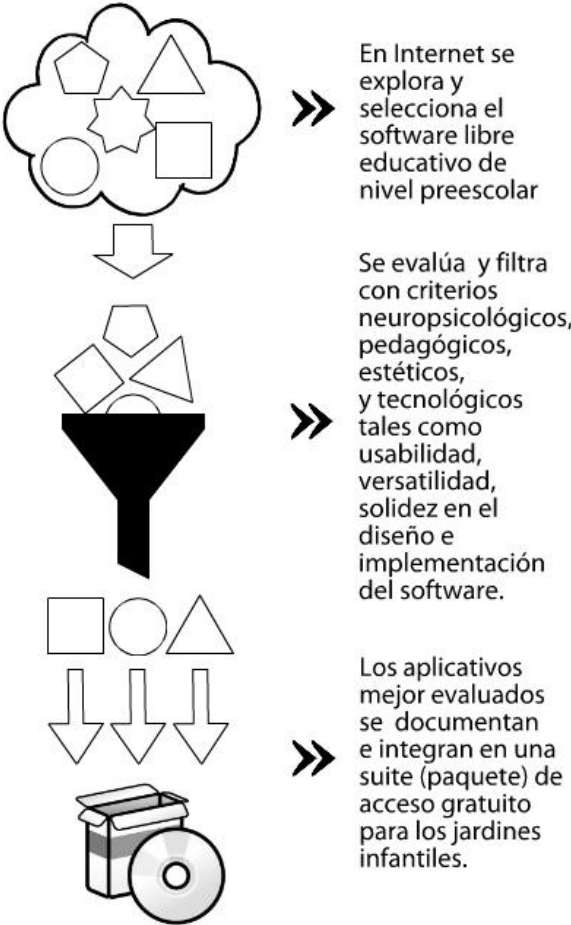 En Internet se
explora y
selecciona el
software libre
educativo de
nivel preescolar
Se evalúa y filtra
con criterios
neuropsicológicos,
pedagógicos,
estéticos,
y tecnológicos
tales como
usabilidad,
versatilidad,
solidez en el
diseño e
implementación
del software.
Los aplicativos
mejor evaluados
se documentan
e integran en una
suite (paquete) de
acceso gratuito
para los jardines
infantiles.